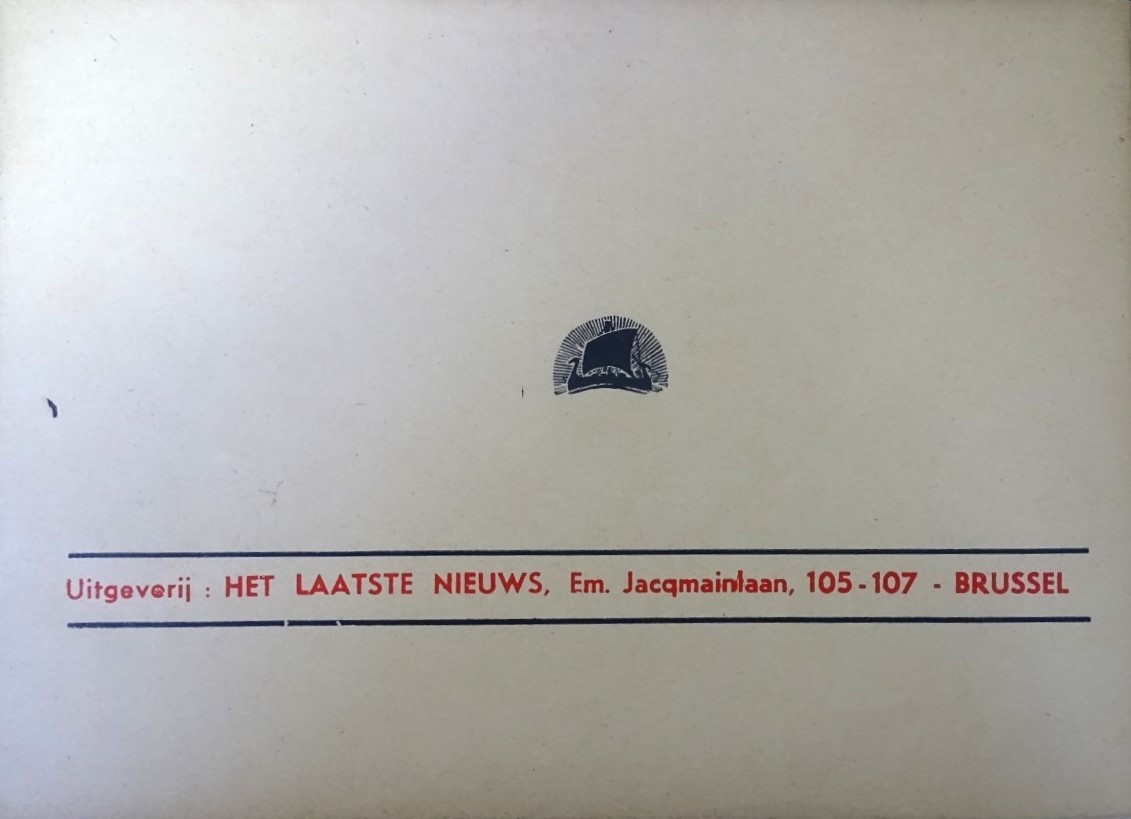 Uitgeverij : HET LAATSTE NIEUWS, Em. Jacqmainlaan, 105-107 - BRUSSEL